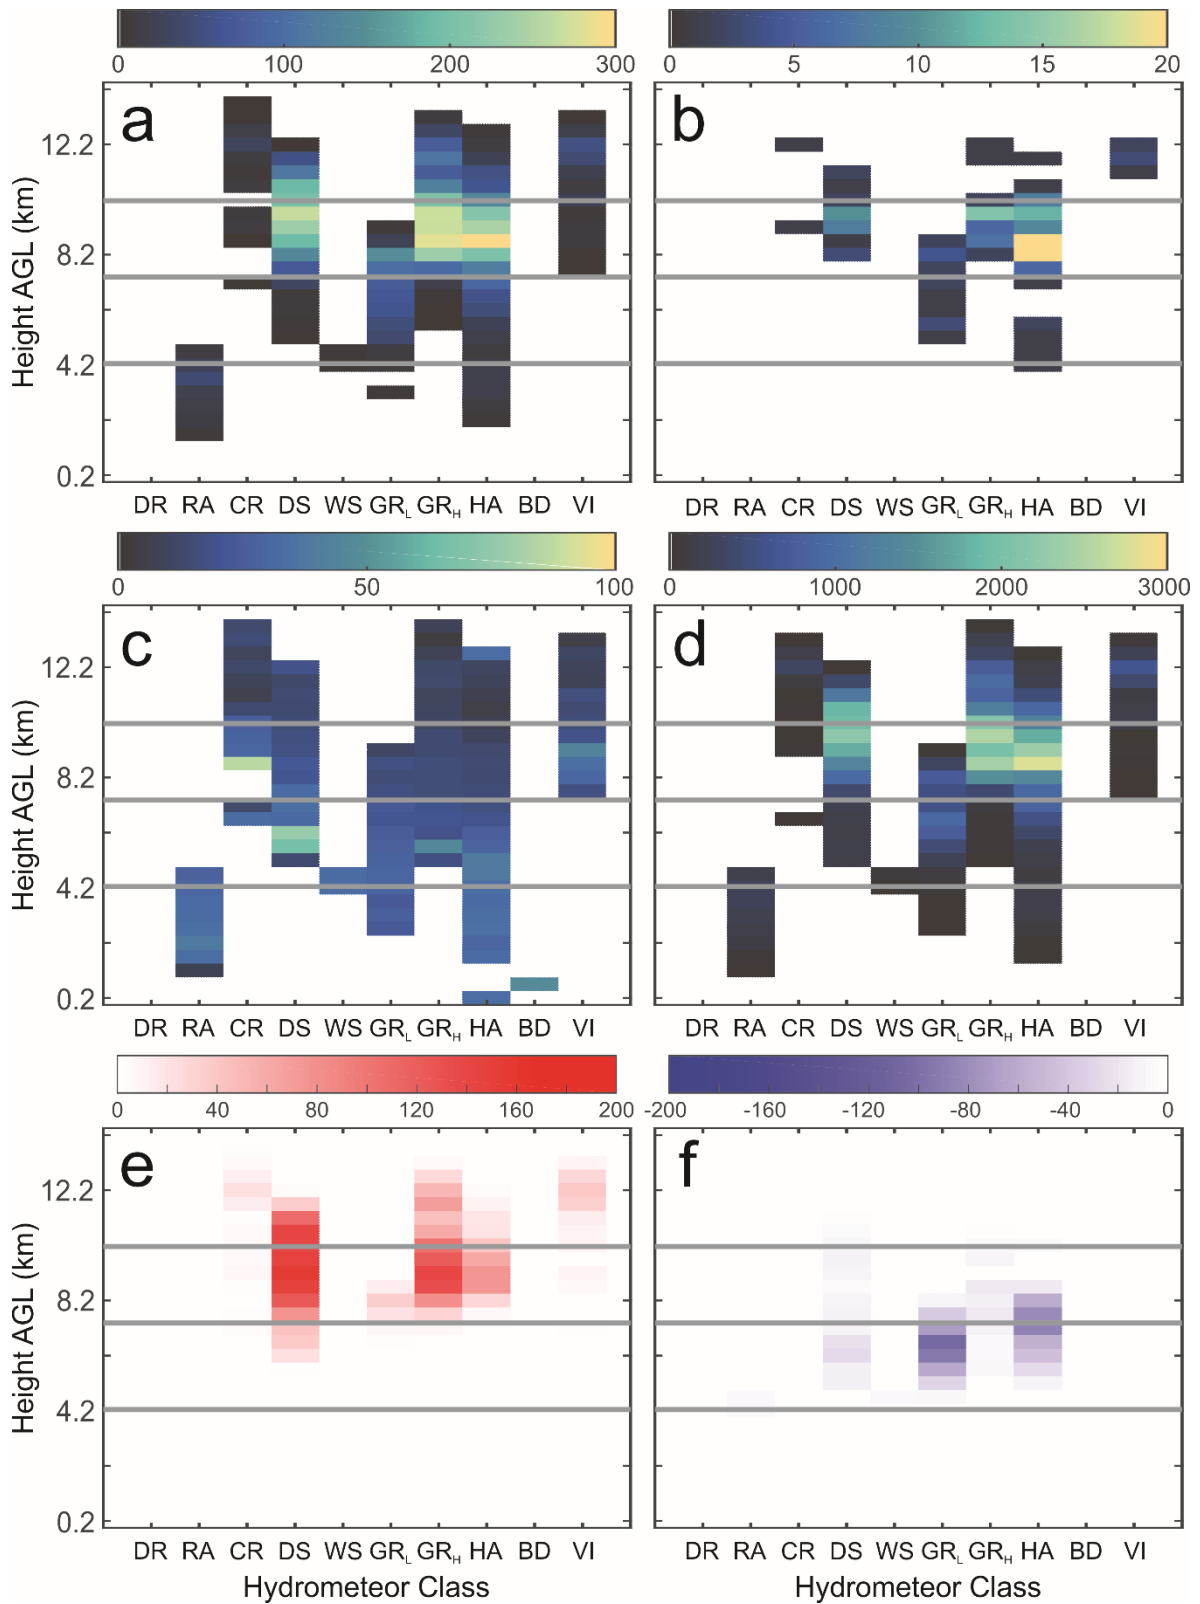 0 100 200 300
0 5 10 15 20
a
b
12.2
8.2
4.2
0.2
Height AGL (km)
DR RA CR DS WS GRL GRH HA BD VI
DR RA CR DS WS GRL GRH HA BD VI
0 50 100
0 1000 2000 3000
c
d
12.2
8.2
4.2
0.2
Height AGL (km)
DR RA CR DS WS GRL GRH HA BD VI
DR RA CR DS WS GRL GRH HA BD VI
0 40 80 120 160 200
-200 -160 -120 -80 -40 0
e
f
12.2
8.2
4.2
0.2
Height AGL (km)
DR RA CR DS WS GRL GRH HA BD VI
DR RA CR DS WS GRL GRH HA BD VI
Hydrometeor Class
Hydrometeor Class